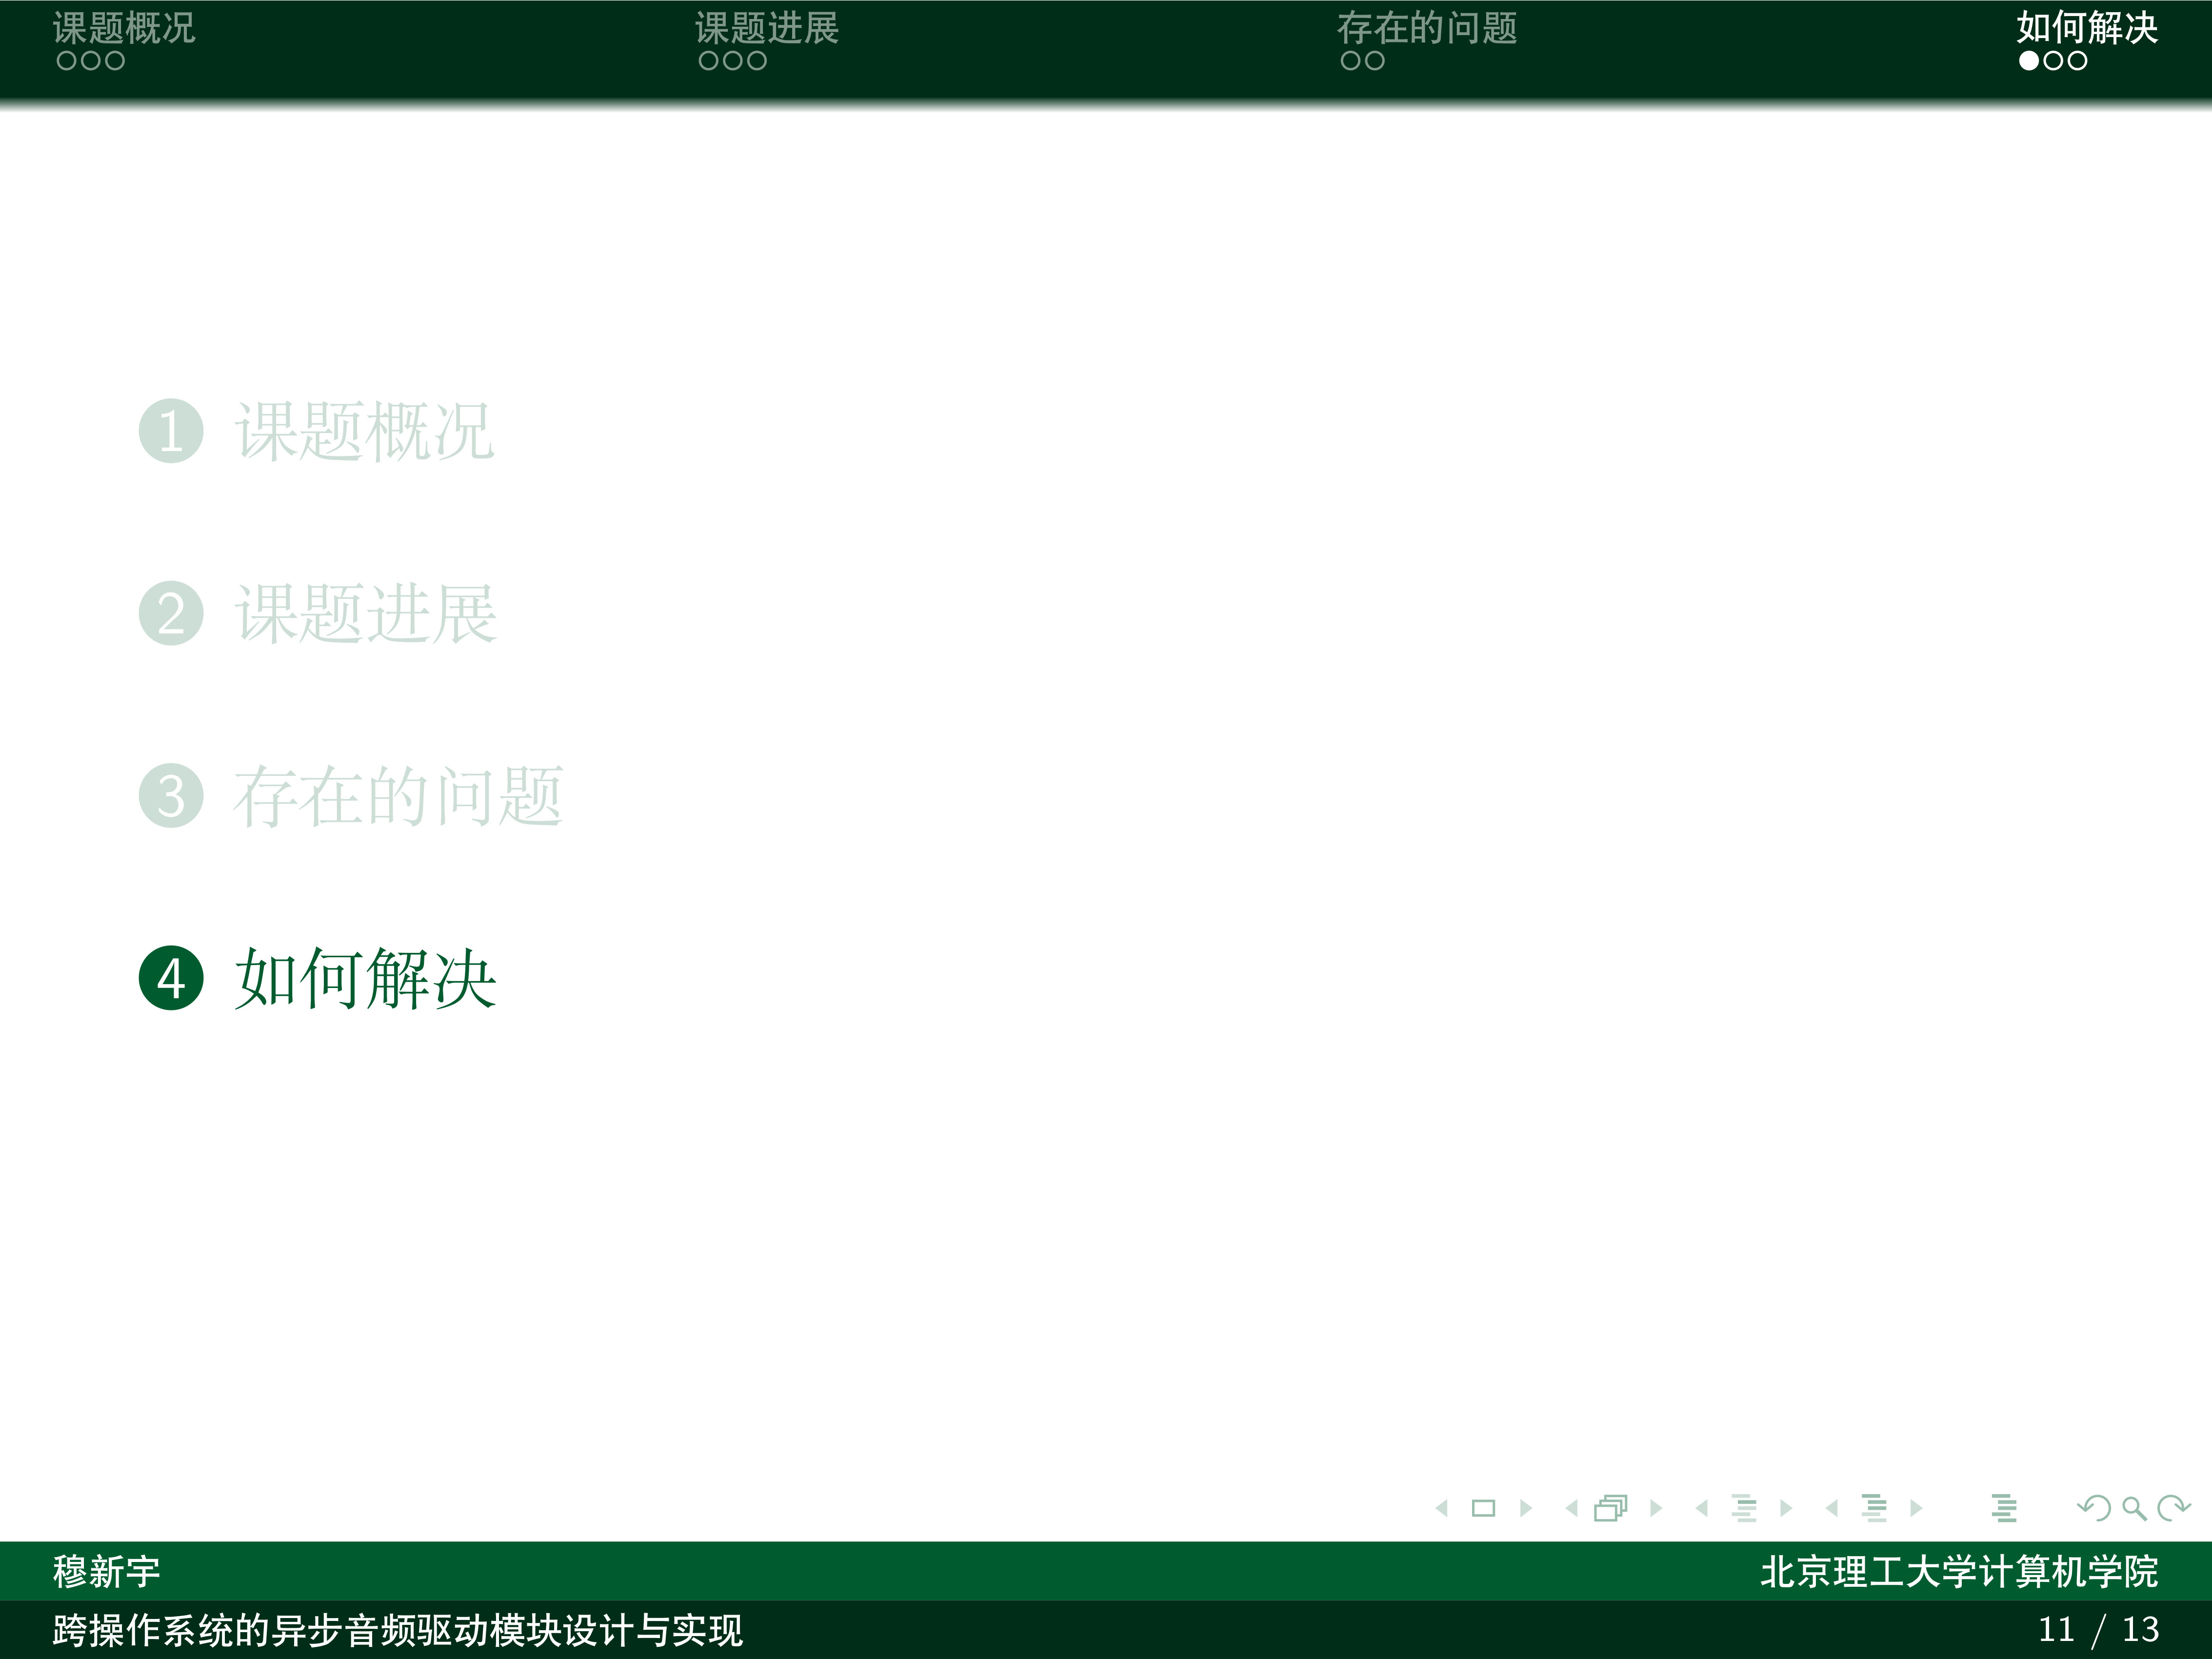 课题概况 课题进展 存在的问题 如何解决
1 课题概况
2 课题进展
3 存在的问题
4 如何解决
穆新宇 北京理工大学计算机学院
跨操作系统的异步音频驱动模块设计与实现 11 / 13